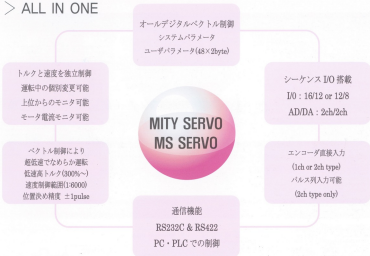 > ALL IN ONE
オールデジタルベクトル制御
システムパラメータ
ユーザパラメータ(48×2byte)
トルクと速度を独立制御
運転中の個別変更可能
上位からのモニタ可能
モータ電流モニタ可能
シーケンス I/O 搭載
I/0 : 16/12 or 12/8
AD/DA : 2ch/2ch
MITY SERVO
MS SERVO
ベクトル制御により
超低速でなめらか運転
低速高トルク(300%~)
速度制御範囲(1/6000)
位置決め精度 ±1pulse
エンコーダ直接入力
(1ch or 2ch type)
パルス列入力可能
(2ch type only)
通信機能
RS232C & RS422
PC・PLC での制御